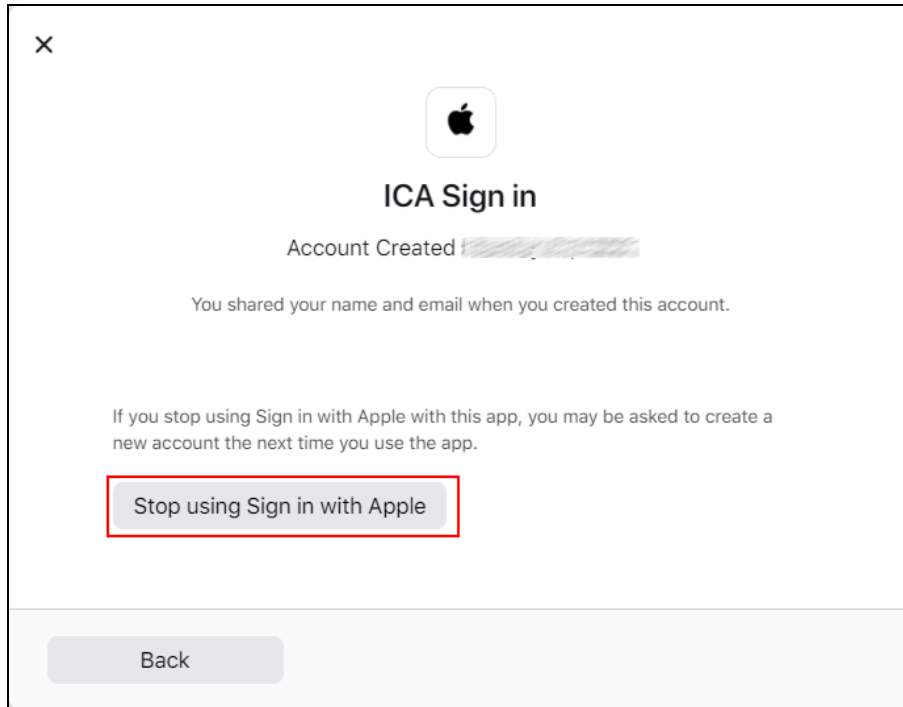 ICA Sign in
Account Created
You shared your name and email when you created this account.
If you stop using Sign in with Apple with this app, you may be asked to create a
new account the next time you use the app.
Stop using Sign in with Apple
Back